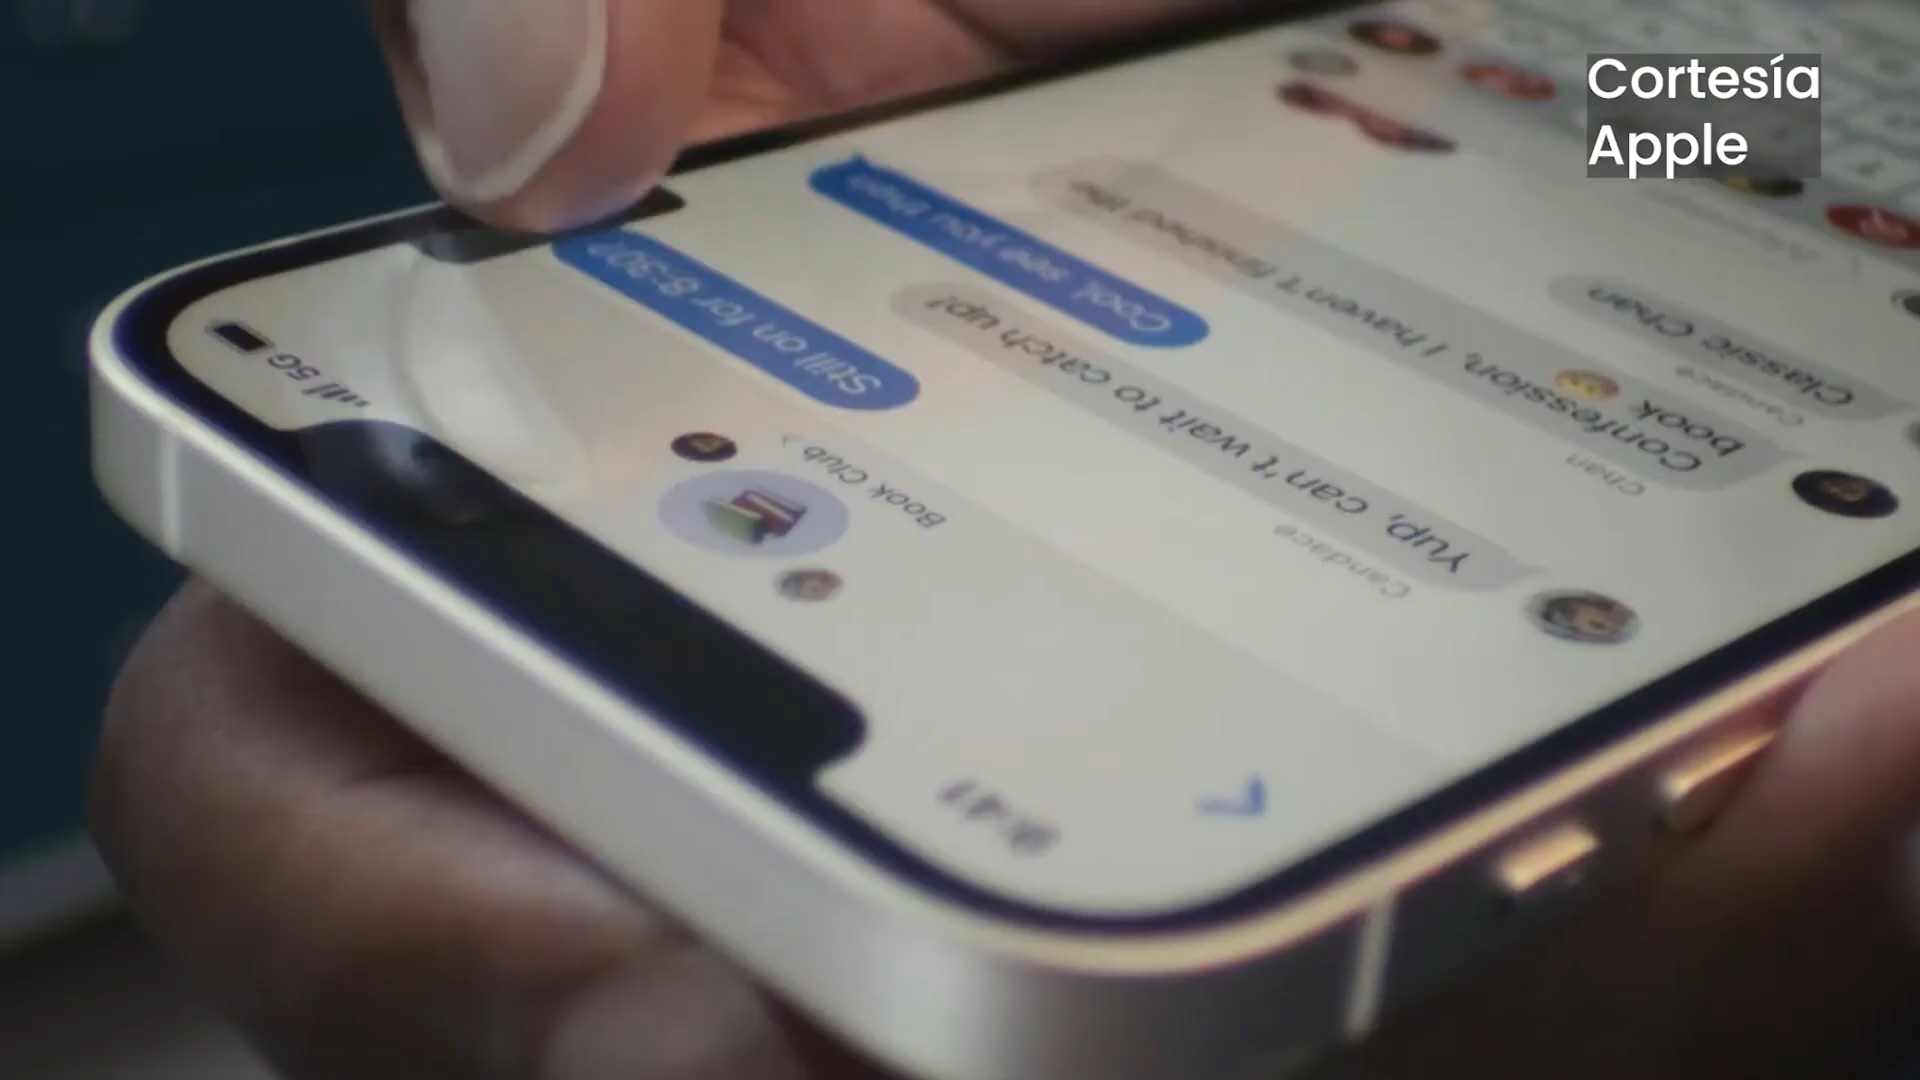 Cortesía
Apple
9:41
5G
Book Club
Still on for 8:30?
Candace
Yup, can't wait to catch up!
Cool, see you then
Chan
Confession, I haven't finished the
book 😬
Candace
Classic Chan